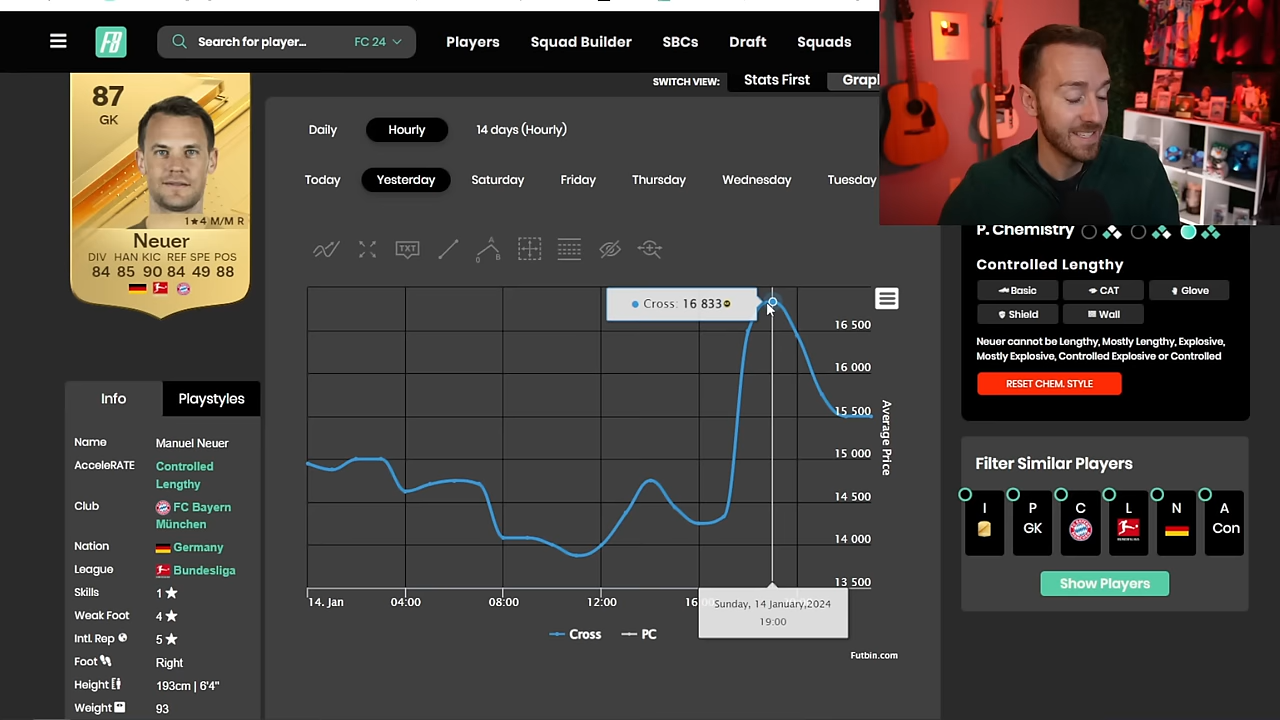 FB
Search for player...
FC 24
Players
Squad Builder
SBCs
Draft
Squads
SWITCH VIEW:
Stats First
Grap
87
GK
1★4 M/M R
Neuer
DIV HAN KIC REF SPE POS
84 85 90 84 49 88
Daily
Hourly
14 days (Hourly)
Today
Yesterday
Saturday
Friday
Thursday
Wednesday
Tuesday
TXT
Cross: 16 833
16 500
16 000
15 500
15 000
14 500
14 000
13 500
Average Price
14. Jan
04:00
08:00
12:00
Sunday, 14 January,2024
19:00
Cross
PC
Futbin.com
Info
Playstyles
Name
Manuel Neuer
AcceleRATE
Controlled
Lengthy
Club
FC Bayern
München
Nation
Germany
League
Bundesliga
Skills
1 ★
Weak Foot
4 ★
Intl. Rep
5 ★
Foot
Right
Height
193cm | 6'4"
Weight
93
P. Chemistry
Controlled Lengthy
Basic
CAT
Glove
Shield
Wall
Neuer cannot be Lengthy, Mostly Lengthy, Explosive,
Mostly Explosive, Controlled Explosive or Controlled
RESET CHEM. STYLE
Filter Similar Players
I
P
C
L
N
A
GK
Con
Show Players